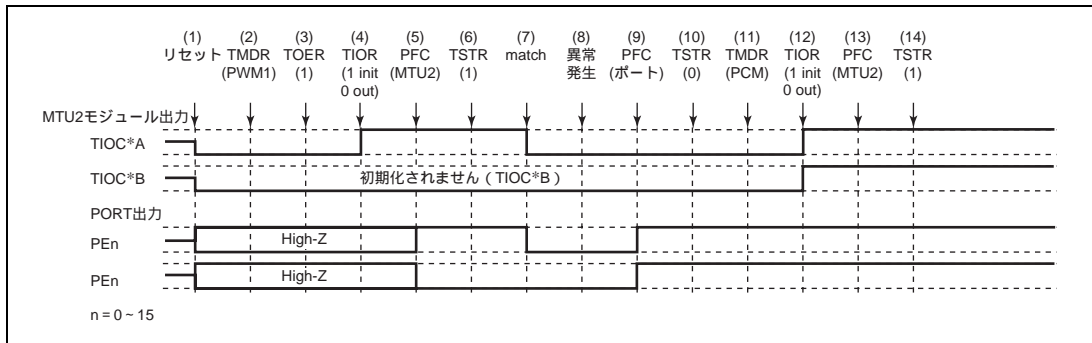 (1) (2) (3) (4) (5) (6) (7) (8) (9) (10) (11) (12) (13) (14)
リセット TMDR TOER TIOR PFC TSTR match 異常 PFC TSTR TMDR TIOR PFC TSTR
(PWM1) (1) (1 init (MTU2) (1) 発生 (ポート) (0) (PCM) (1 init (MTU2) (1)
0 out) 0 out)
MTU2モジュール出力
TIOC*A
TIOC*B 初期化されません(TIOC*B)
PORT出力
PEn High-Z
PEn High-Z
n = 0 ~ 15